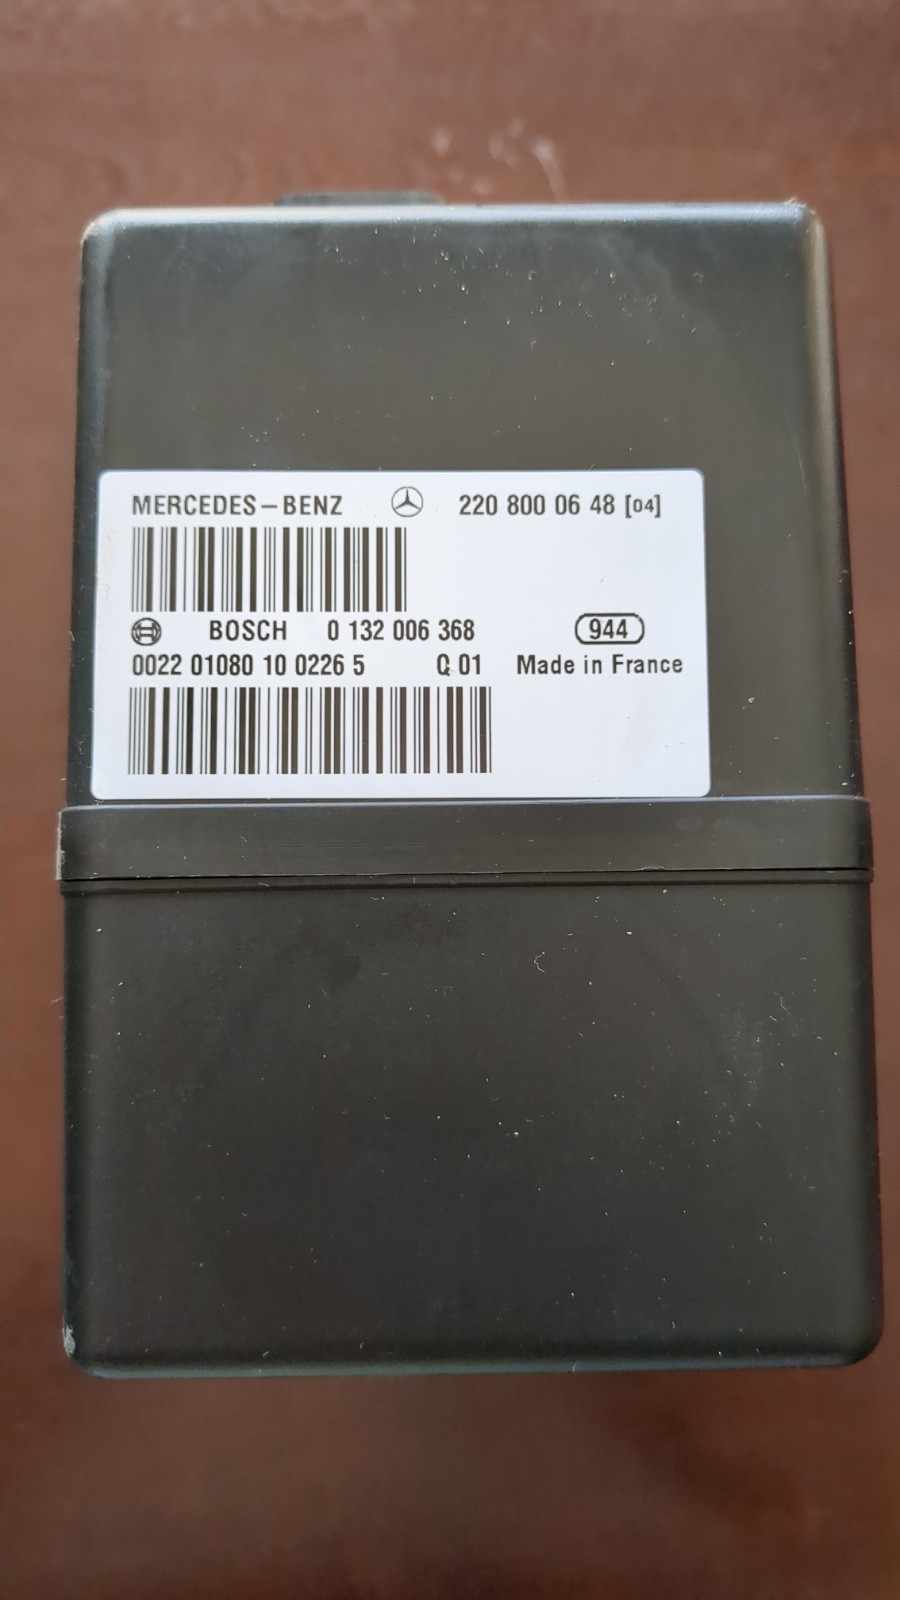 MERCEDES-BENZ 220 800 06 48 [04]
BOSCH 0 132 006 368 944
0022 01080 10 0226 5 Q 01 Made in France